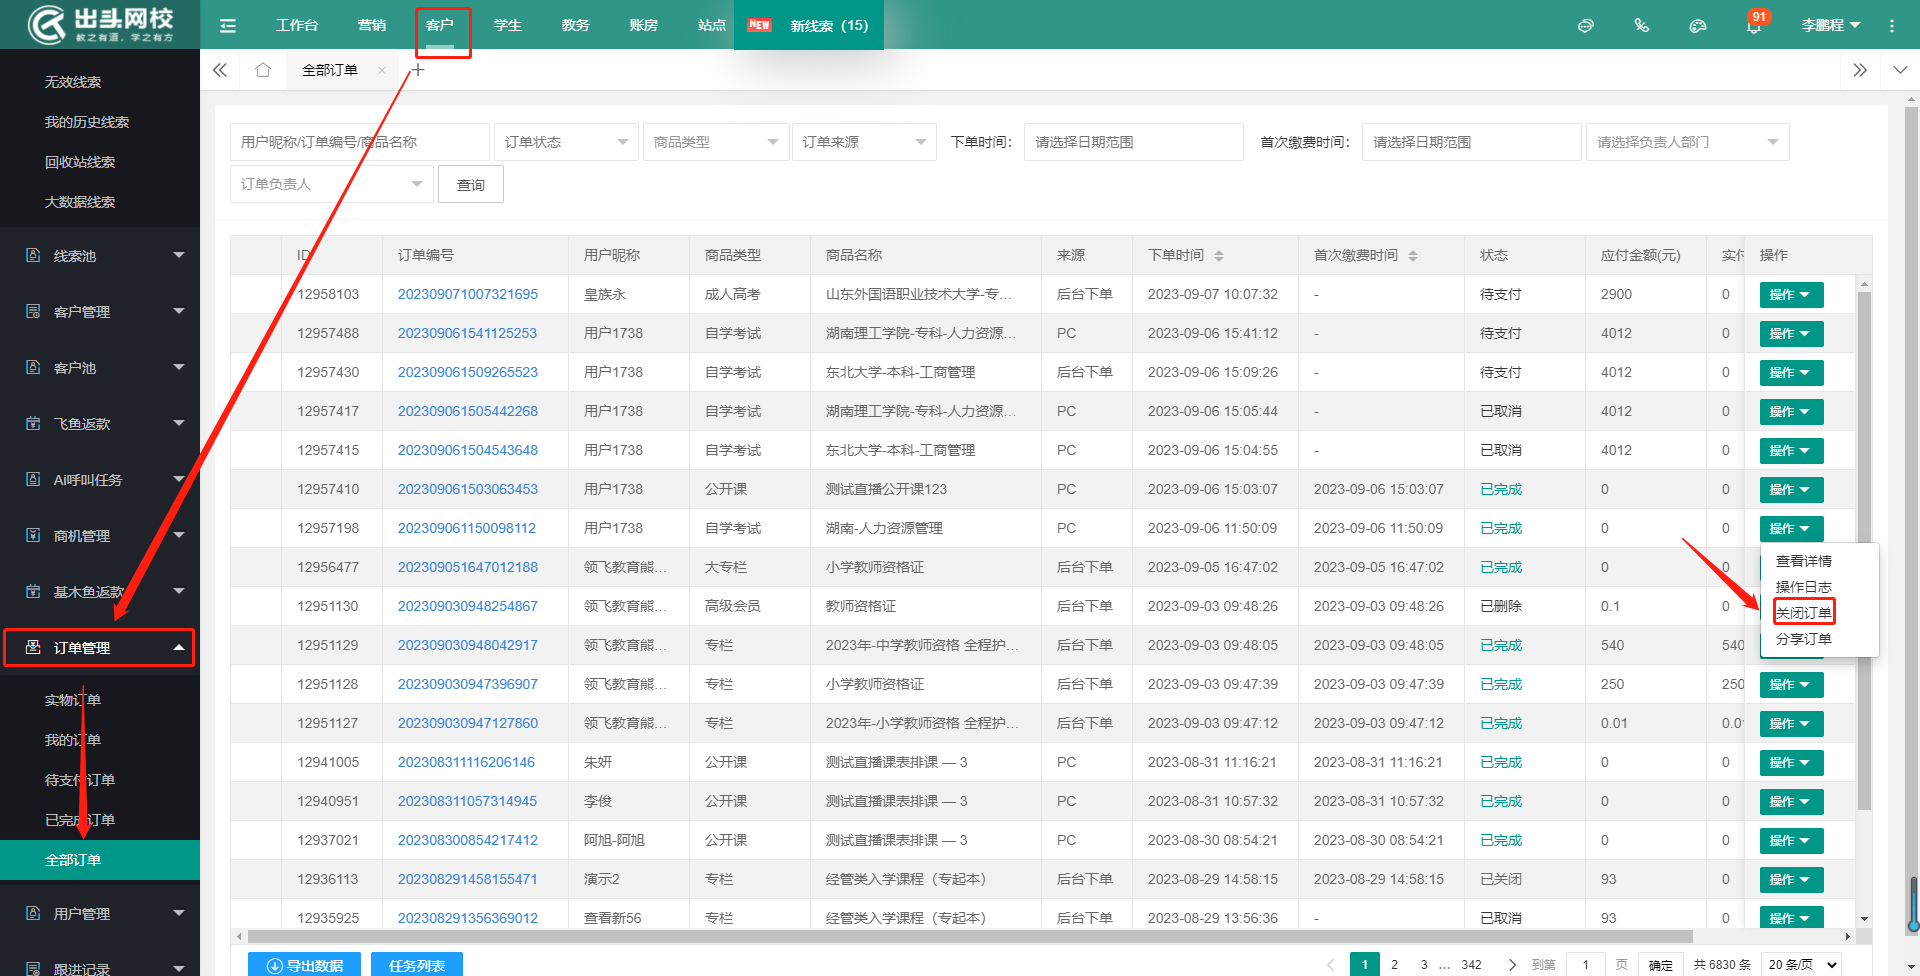 出头网校
教之有道，学之有方
工作台 营销 客户 学生 教务 账房 站点 NEW 新线索（15） 91 李鹏程
全部订单
无效线索
我的历史线索
回收站线索
大数据线索
线索池
客户管理
客户池
飞鱼返款
Ai呼叫任务
商机管理
基木鱼返款
订单管理
实物订单
我的订单
待支付订单
已完成订单
全部订单
用户管理
跟进记录
用户昵称/订单编号/商品名称 订单状态 商品类型 订单来源 下单时间： 请选择日期范围 首次缴费时间： 请选择日期范围 请选择负责人部门
订单负责人 查询
ID 订单编号 用户昵称 商品类型 商品名称 来源 下单时间 首次缴费时间 状态 应付金额(元) 实付 操作
12958103 202309071007321695 皇族永 成人高考 山东外国语职业技术大学-专… 后台下单 2023-09-07 10:07:32 - 待支付 2900 0 操作
12957488 202309061541125253 用户1738 自学考试 湖南理工学院-专科-人力资源… PC 2023-09-06 15:41:12 - 待支付 4012 0 操作
12957430 202309061509265523 用户1738 自学考试 东北大学-本科-工商管理 后台下单 2023-09-06 15:09:26 - 待支付 4012 0 操作
12957417 202309061505442268 用户1738 自学考试 湖南理工学院-专科-人力资源… PC 2023-09-06 15:05:44 - 已取消 4012 0 操作
12957415 202309061504543648 用户1738 自学考试 东北大学-本科-工商管理 PC 2023-09-06 15:04:55 - 已取消 4012 0 操作
12957410 202309061503063453 用户1738 公开课 测试直播公开课123 PC 2023-09-06 15:03:07 2023-09-06 15:03:07 已完成 0 0 操作
12957198 202309061150098112 用户1738 自学考试 湖南-人力资源管理 PC 2023-09-06 11:50:09 2023-09-06 11:50:09 已完成 0 0 操作
12956477 202309051647012188 领飞教育熊… 大专栏 小学教师资格证 后台下单 2023-09-05 16:47:02 2023-09-05 16:47:02 已完成 0 0
12951130 202309030948254867 领飞教育熊… 高级会员 教师资格证 后台下单 2023-09-03 09:48:26 2023-09-03 09:48:26 已删除 0.1 0
12951129 202309030948042917 领飞教育熊… 专栏 2023年-中学教师资格 全程护… 后台下单 2023-09-03 09:48:05 2023-09-03 09:48:05 已完成 540 540
12951128 202309030947396907 领飞教育熊… 专栏 小学教师资格证 后台下单 2023-09-03 09:47:39 2023-09-03 09:47:39 已完成 250 250 操作
12951127 202309030947127860 领飞教育熊… 专栏 2023年-小学教师资格 全程护… 后台下单 2023-09-03 09:47:12 2023-09-03 09:47:12 已完成 0.01 0.01 操作
12941005 202308311116206146 朱妍 公开课 测试直播课表排课 — 3 PC 2023-08-31 11:16:21 2023-08-31 11:16:21 已完成 0 0 操作
12940951 202308311057314945 李俊 公开课 测试直播课表排课 — 3 PC 2023-08-31 10:57:32 2023-08-31 10:57:32 已完成 0 0 操作
12937021 202308300854217412 阿旭-阿旭 公开课 测试直播课表排课 — 3 PC 2023-08-30 08:54:21 2023-08-30 08:54:21 已完成 0 0 操作
12936113 202308291458155471 演示2 专栏 经管类入学课程（专起本） 后台下单 2023-08-29 14:58:15 2023-08-29 14:58:15 已关闭 93 0 操作
12935925 202308291356369012 查看新56 专栏 经管类入学课程（专起本） 后台下单 2023-08-29 13:56:36 - 已取消 93 0 操作
查看详情
操作日志
关闭订单
分享订单
导出数据 任务列表 1 2 3 … 342 到第 1 页 确定 共 6830 条 20 条/页